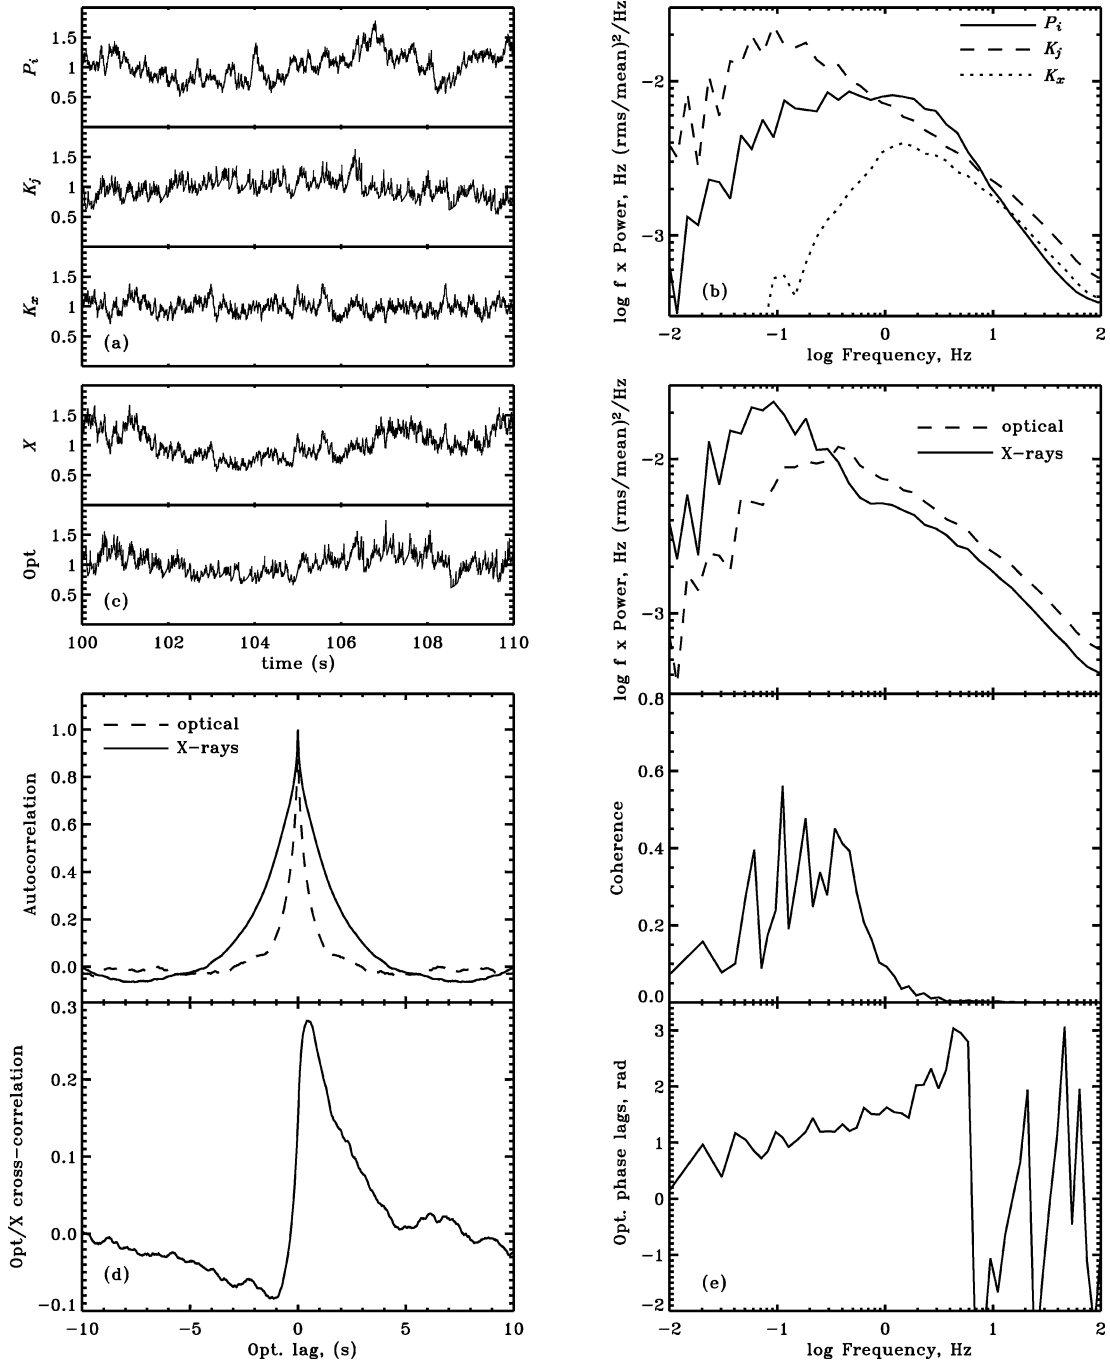 1.5
1
0.5
P_i
1.5
1
0.5
K_j
1.5
1
0.5
K_x
(a)
log f x Power, Hz (rms/mean)²/Hz
−2
−3
P_i
K_j
K_x
(b)
−2 −1 0 1 2
log Frequency, Hz
1.5
1
0.5
X
1.5
1
0.5
Opt
(c)
100 102 104 106 108 110
time (s)
log f x Power, Hz (rms/mean)²/Hz
−2
−3
optical
X−rays
Autocorrelation
1.0
0.8
0.6
0.4
0.2
0.0
optical
X−rays
Coherence
0.8
0.6
0.4
0.2
0.0
Opt/X cross−correlation
0.3
0.2
0.1
0.0
−0.1
(d)
−10 −5 0 5 10
Opt. lag, (s)
Opt. phase lags, rad
3
2
1
0
−1
−2
(e)
−2 −1 0 1 2
log Frequency, Hz